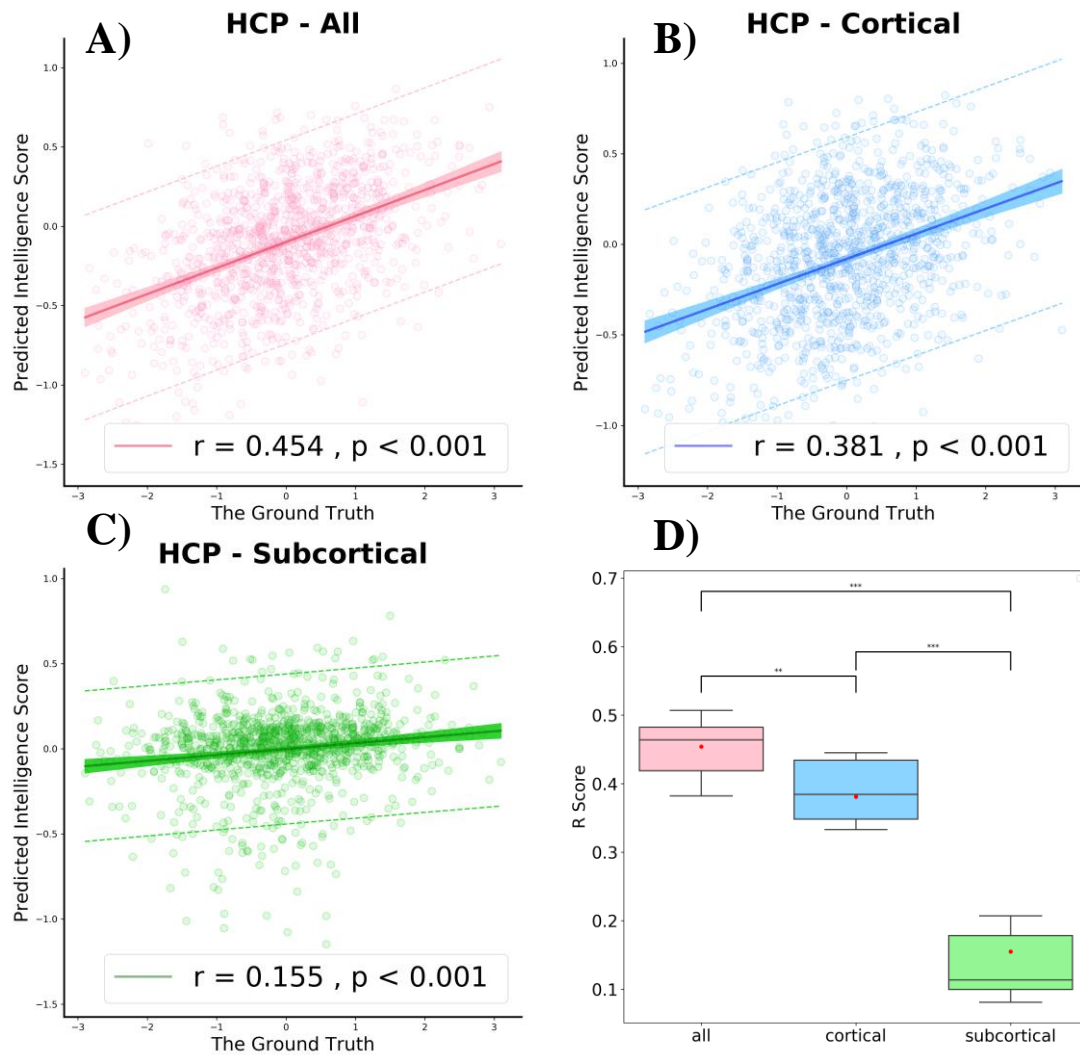 A)
HCP - All
Predicted Intelligence Score
1.0
0.5
0.0
−0.5
−1.0
−1.5
r = 0.454 , p < 0.001
−3 −2 −1 0 1 2 3
The Ground Truth
B)
HCP - Cortical
Predicted Intelligence Score
1.0
0.5
0.0
−0.5
−1.0
r = 0.381 , p < 0.001
−3 −2 −1 0 1 2 3
The Ground Truth
C)
HCP - Subcortical
Predicted Intelligence Score
1.0
0.5
0.0
−0.5
−1.0
−1.5
r = 0.155 , p < 0.001
−3 −2 −1 0 1 2 3
The Ground Truth
D)
R Score
0.7
0.6
0.5
0.4
0.3
0.2
0.1
***
***
**
all cortical subcortical